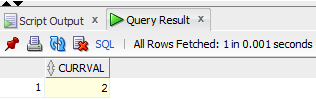 Script Output x Query Result x
SQL | All Rows Fetched: 1 in 0.001 seconds
CURRVAL
1 2